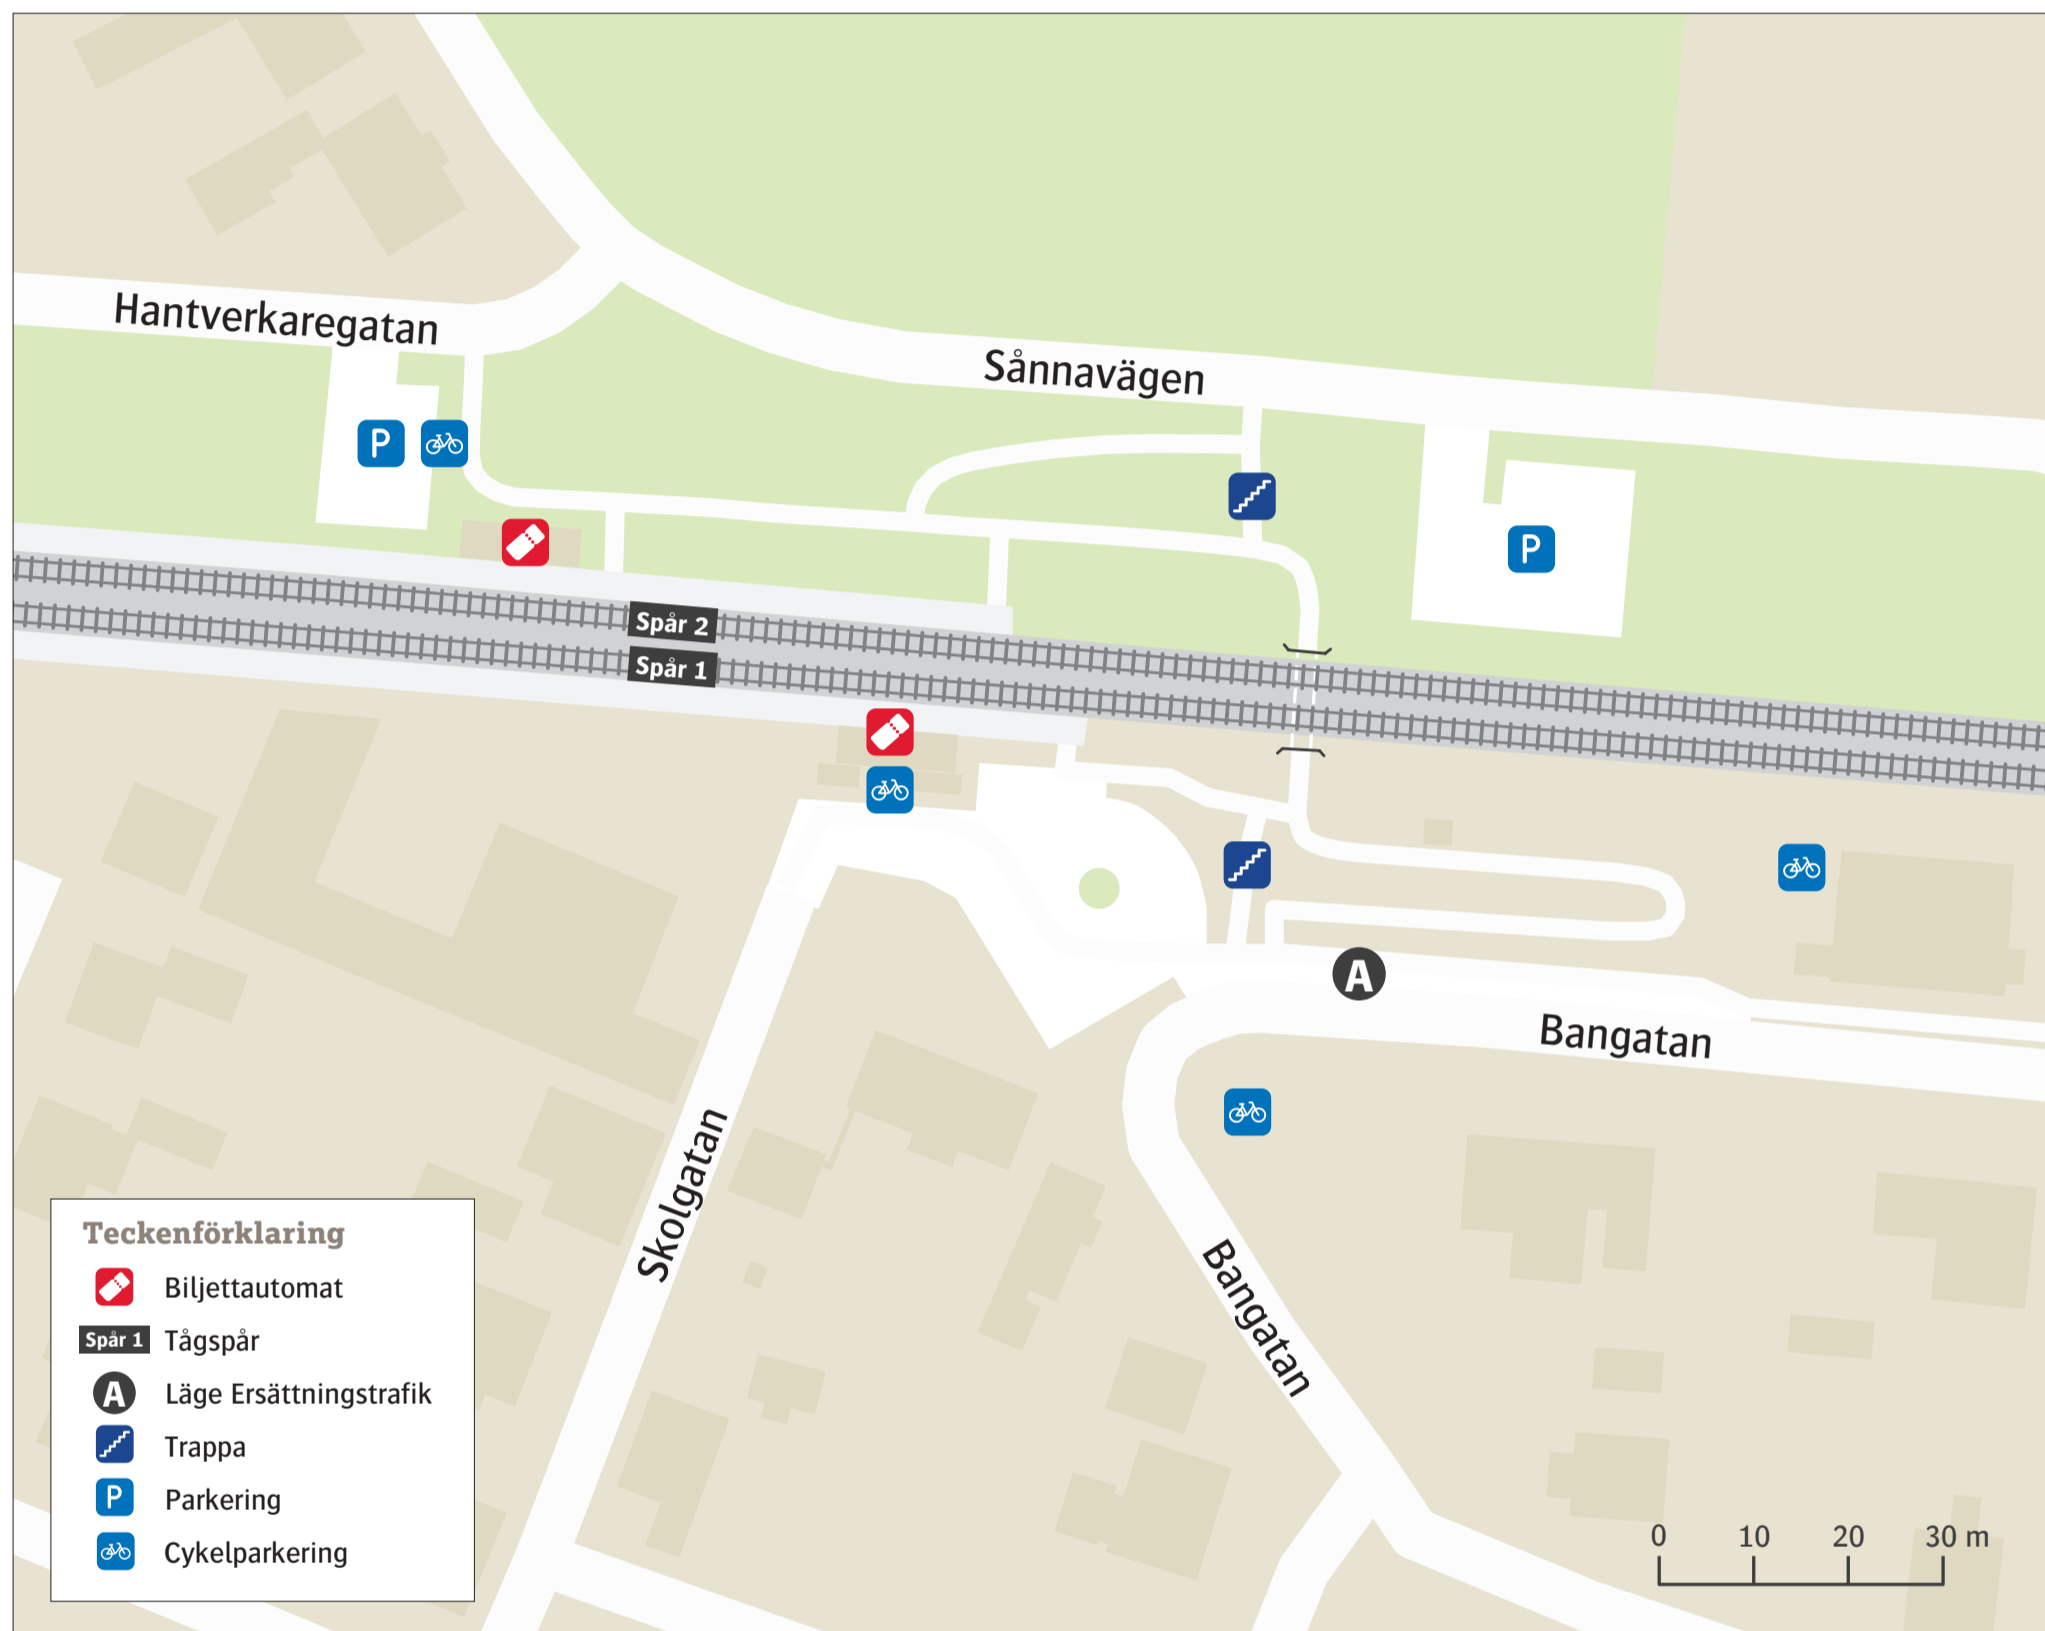 Hantverkaregatan
Sånnavägen
P
P
Spår 2
Spår 1
A
Bangatan
Skolgatan
Bangatan
Teckenförklaring
Biljettautomat
Spår 1 Tågspår
A Läge Ersättningstrafik
Trappa
P Parkering
Cykelparkering
0 10 20 30 m